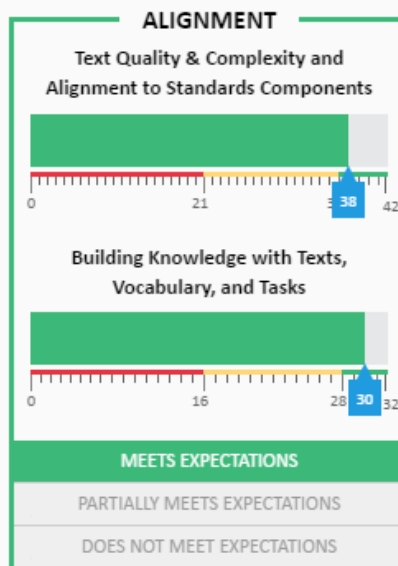 ALIGNMENT
Text Quality & Complexity and
Alignment to Standards Components
0 21 38 42
Building Knowledge with Texts,
Vocabulary, and Tasks
0 16 28 30 32
MEETS EXPECTATIONS
PARTIALLY MEETS EXPECTATIONS
DOES NOT MEET EXPECTATIONS